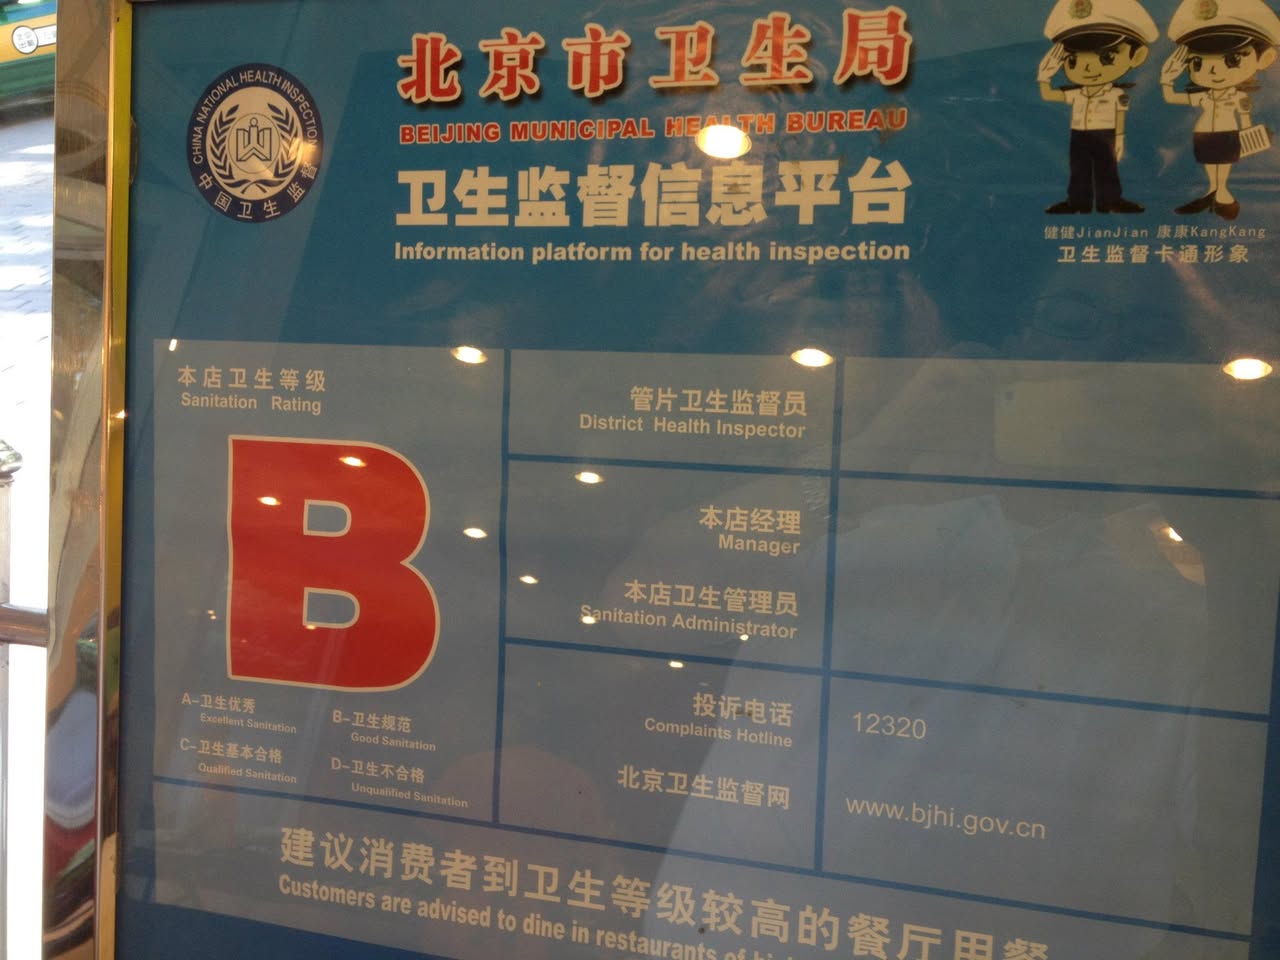 北京市卫生局
BEIJING MUNICIPAL HEALTH BUREAU
卫生监督信息平台
Information platform for health inspection
CHINA NATIONAL HEALTH INSPECTION
中国卫生监督
健健JianJian 康康KangKang
卫生监督卡通形象
本店卫生等级
Sanitation Rating
B
A-卫生优秀
Excellent Sanitation
B-卫生规范
Good Sanitation
C-卫生基本合格
Qualified Sanitation
D-卫生不合格
Unqualified Sanitation
管片卫生监督员
District Health Inspector
本店经理
Manager
本店卫生管理员
Sanitation Administrator
投诉电话
Complaints Hotline
12320
北京卫生监督网
www.bjhi.gov.cn
建议消费者到卫生等级较高的餐厅用餐
Customers are advised to dine in restaurants of